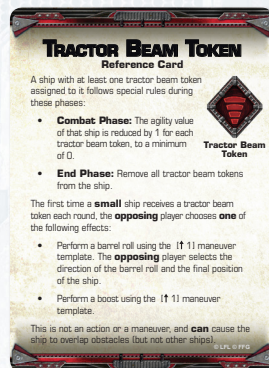 TRACTOR BEAM TOKEN
Reference Card
A ship with at least one tractor beam token
assigned to it follows special rules during
these phases:
• Combat Phase: The agility value
of that ship is reduced by 1 for each
tractor beam token, to a minimum
of 0.
Tractor Beam
Token
• End Phase: Remove all tractor beam tokens
from the ship.
The first time a small ship receives a tractor beam
token each round, the opposing player chooses one of
the following effects:
• Perform a barrel roll using the (↑ 1) maneuver
template. The opposing player selects the
direction of the barrel roll and the final position
of the ship.
• Perform a boost using the (↑ 1) maneuver
template.
This is not an action or a maneuver, and can cause the
ship to overlap obstacles (but not other ships).
© LFL © FFG